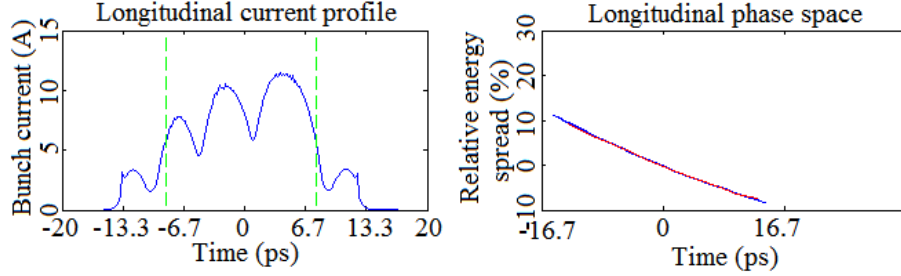 Longitudinal current profile
Bunch current (A)
15
10
5
0
-20 -13.3 -6.7 0 6.7 13.3 20
Time (ps)
Longitudinal phase space
Relative energy
spread (%)
30
20
10
0
-10
-16.7 0 16.7
Time (ps)